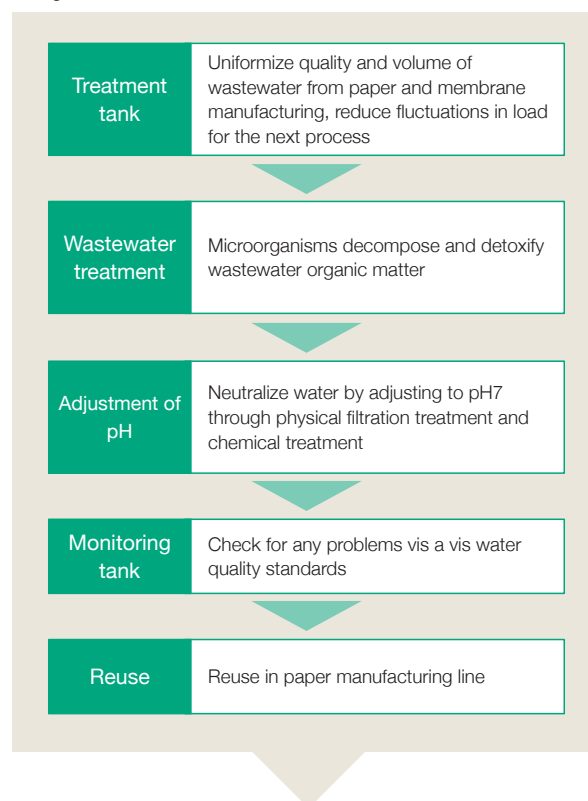 Treatment
tank
Uniformize quality and volume of
wastewater from paper and membrane
manufacturing, reduce fluctuations in load
for the next process
Wastewater
treatment
Microorganisms decompose and detoxify
wastewater organic matter
Adjustment of
pH
Neutralize water by adjusting to pH7
through physical filtration treatment and
chemical treatment
Monitoring
tank
Check for any problems vis a vis water
quality standards
Reuse
Reuse in paper manufacturing line